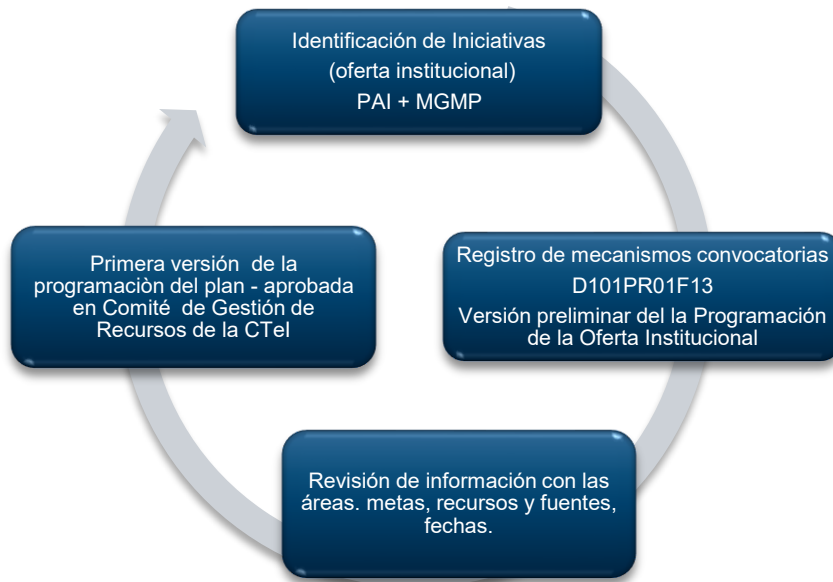 Identificación de Iniciativas
(oferta institucional)
PAI + MGMP
Registro de mecanismos convocatorias
D101PR01F13
Versión preliminar del la Programación
de la Oferta Institucional
Revisión de información con las
áreas. metas, recursos y fuentes,
fechas.
Primera versión de la
programaciòn del plan - aprobada
en Comité de Gestión de
Recursos de la CTeI